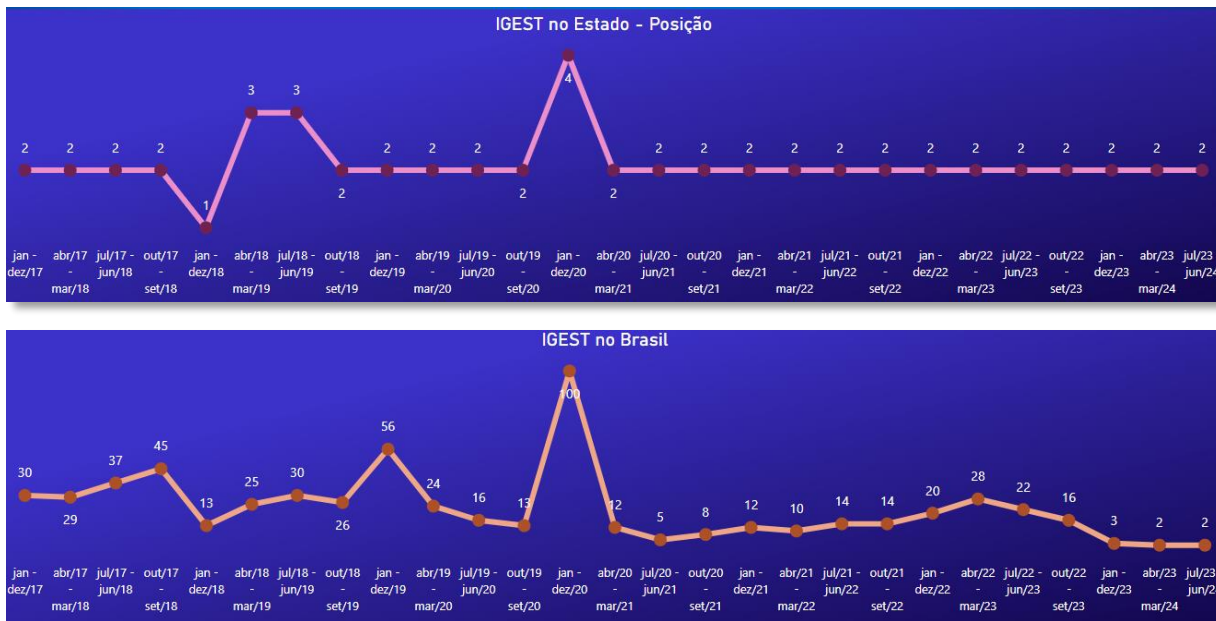 IGEST no Estado - Posição
2 2 2 2 1 3 3 2 2 2 2 2 4 2 2 2 2 2 2 2 2 2 2 2 2 2 2
jan - abr/17 jul/17 - out/17 jan - abr/18 jul/18 - out/18 jan - abr/19 jul/19 - out/19 jan - abr/20 jul/20 - out/20 jan - abr/21 jul/21 - out/21 jan - abr/22 jul/22 - out/22 jan - abr/23 jul/23
dez/17 - jun/18 - dez/18 - jun/19 - dez/19 - jun/20 - dez/20 - jun/21 - dez/21 - jun/22 - dez/22 - jun/23 - dez/23 - jun/24
mar/18 set/18 mar/19 set/19 mar/20 set/20 mar/21 set/21 mar/22 set/22 mar/23 set/23 mar/24
IGEST no Brasil
30 29 37 45 13 25 30 26 56 24 16 13 100 12 5 8 12 10 14 14 20 28 22 16 3 2 2
jan - abr/17 jul/17 - out/17 jan - abr/18 jul/18 - out/18 jan - abr/19 jul/19 - out/19 jan - abr/20 jul/20 - out/20 jan - abr/21 jul/21 - out/21 jan - abr/22 jul/22 - out/22 jan - abr/23 jul/23
dez/17 - jun/18 - dez/18 - jun/19 - dez/19 - jun/20 - dez/20 - jun/21 - dez/21 - jun/22 - dez/22 - jun/23 - dez/23 - jun/2
mar/18 set/18 mar/19 set/19 mar/20 set/20 mar/21 set/21 mar/22 set/22 mar/23 set/23 mar/24